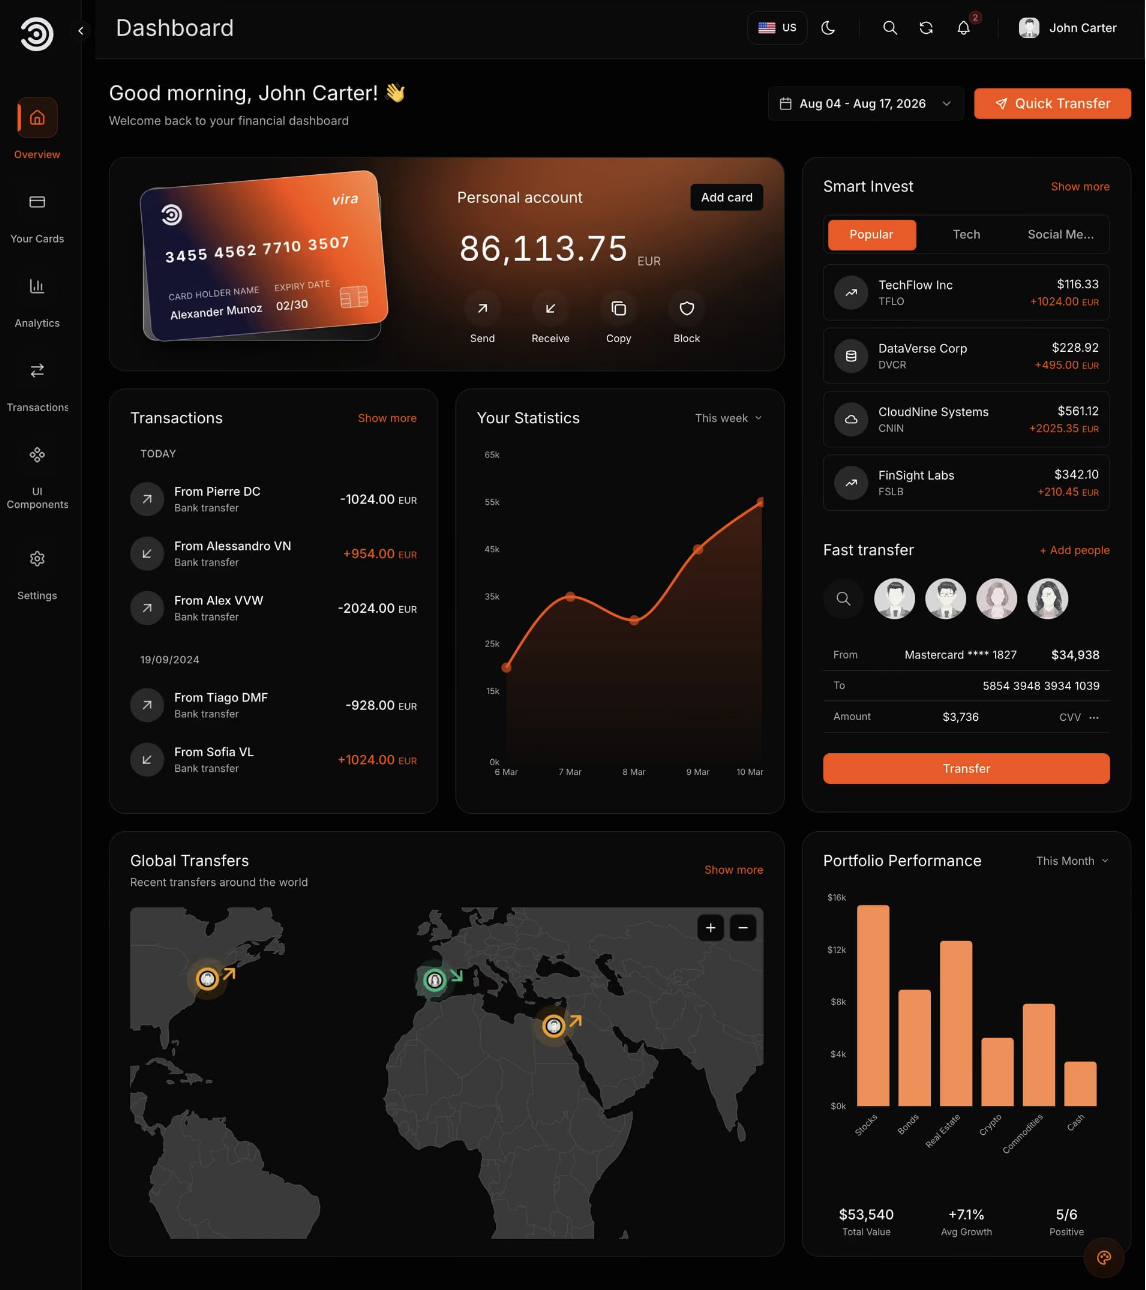 Dashboard
US
2
John Carter
Good morning, John Carter! 👋
Welcome back to your financial dashboard
Aug 04 - Aug 17, 2026
Quick Transfer
Overview
Your Cards
Analytics
Transactions
UI
Components
Settings
vira
3455 4562 7710 3507
CARD HOLDER NAME EXPIRY DATE
Alexander Munoz 02/30
Personal account
Add card
86,113.75 EUR
Send Receive Copy Block
Transactions
Show more
TODAY
From Pierre DC
Bank transfer
-1024.00 EUR
From Alessandro VN
Bank transfer
+954.00 EUR
From Alex VVW
Bank transfer
-2024.00 EUR
19/09/2024
From Tiago DMF
Bank transfer
-928.00 EUR
From Sofia VL
Bank transfer
+1024.00 EUR
Your Statistics
This week
65k
55k
45k
35k
25k
15k
0k
6 Mar 7 Mar 8 Mar 9 Mar 10 Mar
Smart Invest
Show more
Popular Tech Social Me...
TechFlow Inc
TFLO
$116.33
+1024.00 EUR
DataVerse Corp
DVCR
$228.92
+495.00 EUR
CloudNine Systems
CNIN
$561.12
+2025.35 EUR
FinSight Labs
FSLB
$342.10
+210.45 EUR
Fast transfer
+ Add people
From Mastercard **** 1827 $34,938
To 5854 3948 3934 1039
Amount $3,736 CVV ···
Transfer
Global Transfers
Recent transfers around the world
Show more
+ −
Portfolio Performance
This Month
$16k
$12k
$8k
$4k
$0k
Stocks Bonds Real Estate Crypto Commodities Cash
$53,540 +7.1% 5/6
Total Value Avg Growth Positive